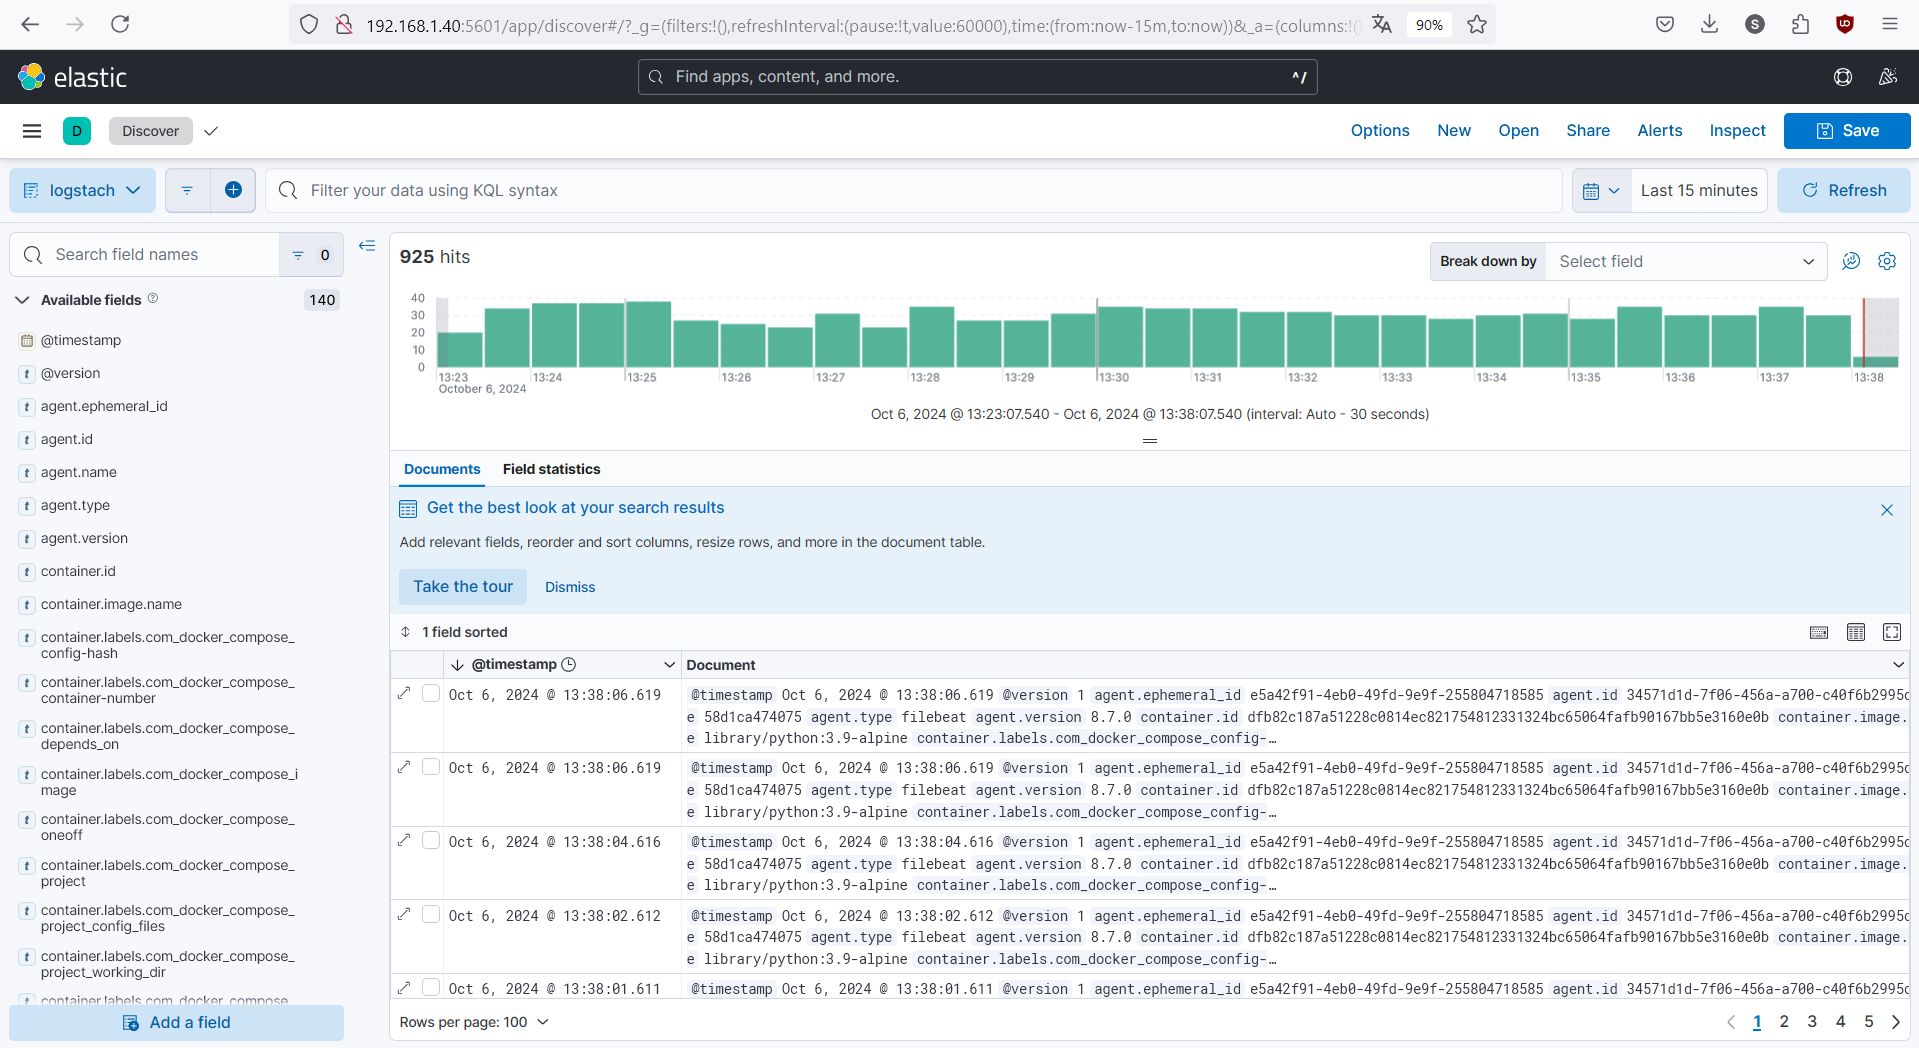 192.168.1.40:5601/app/discover#/?_g=(filters:!(),refreshInterval:(pause:!t,value:60000),time:(from:now-15m,to:now))&_a=(columns:!()
90%
S
elastic
Find apps, content, and more.
^/
D
Discover
Options
New
Open
Share
Alerts
Inspect
Save
logstach
Filter your data using KQL syntax
Last 15 minutes
Refresh
Search field names
0
Available fields
140
@timestamp
t @version
t agent.ephemeral_id
t agent.id
t agent.name
t agent.type
t agent.version
t container.id
t container.image.name
t container.labels.com_docker_compose_
config-hash
t container.labels.com_docker_compose_
container-number
t container.labels.com_docker_compose_
depends_on
t container.labels.com_docker_compose_i
mage
t container.labels.com_docker_compose_
oneoff
t container.labels.com_docker_compose_
project
t container.labels.com_docker_compose_
project_config_files
t container.labels.com_docker_compose_
project_working_dir
t container.labels.com_docker_compose_
Add a field
925 hits
Break down by
Select field
40
30
20
10
0
13:23 13:24 13:25 13:26 13:27 13:28 13:29 13:30 13:31 13:32 13:33 13:34 13:35 13:36 13:37 13:38
October 6, 2024
Oct 6, 2024 @ 13:23:07.540 - Oct 6, 2024 @ 13:38:07.540 (interval: Auto - 30 seconds)
Documents
Field statistics
Get the best look at your search results
Add relevant fields, reorder and sort columns, resize rows, and more in the document table.
Take the tour
Dismiss
1 field sorted
@timestamp
Document
Oct 6, 2024 @ 13:38:06.619
@timestamp Oct 6, 2024 @ 13:38:06.619 @version 1 agent.ephemeral_id e5a42f91-4eb0-49fd-9e9f-255804718585 agent.id 34571d1d-7f06-456a-a700-c40f6b2995d
e 58d1ca474075 agent.type filebeat agent.version 8.7.0 container.id dfb82c187a51228c0814ec821754812331324bc65064fafb90167bb5e3160e0b container.image.
e library/python:3.9-alpine container.labels.com_docker_compose_config-…
Oct 6, 2024 @ 13:38:06.619
@timestamp Oct 6, 2024 @ 13:38:06.619 @version 1 agent.ephemeral_id e5a42f91-4eb0-49fd-9e9f-255804718585 agent.id 34571d1d-7f06-456a-a700-c40f6b2995d
e 58d1ca474075 agent.type filebeat agent.version 8.7.0 container.id dfb82c187a51228c0814ec821754812331324bc65064fafb90167bb5e3160e0b container.image.
e library/python:3.9-alpine container.labels.com_docker_compose_config-…
Oct 6, 2024 @ 13:38:04.616
@timestamp Oct 6, 2024 @ 13:38:04.616 @version 1 agent.ephemeral_id e5a42f91-4eb0-49fd-9e9f-255804718585 agent.id 34571d1d-7f06-456a-a700-c40f6b2995d
e 58d1ca474075 agent.type filebeat agent.version 8.7.0 container.id dfb82c187a51228c0814ec821754812331324bc65064fafb90167bb5e3160e0b container.image.
e library/python:3.9-alpine container.labels.com_docker_compose_config-…
Oct 6, 2024 @ 13:38:02.612
@timestamp Oct 6, 2024 @ 13:38:02.612 @version 1 agent.ephemeral_id e5a42f91-4eb0-49fd-9e9f-255804718585 agent.id 34571d1d-7f06-456a-a700-c40f6b2995d
e 58d1ca474075 agent.type filebeat agent.version 8.7.0 container.id dfb82c187a51228c0814ec821754812331324bc65064fafb90167bb5e3160e0b container.image.
e library/python:3.9-alpine container.labels.com_docker_compose_config-…
Oct 6, 2024 @ 13:38:01.611
@timestamp Oct 6, 2024 @ 13:38:01.611 @version 1 agent.ephemeral_id e5a42f91-4eb0-49fd-9e9f-255804718585 agent.id 34571d1d-7f06-456a-a700-c40f6b2995d
Rows per page: 100
1 2 3 4 5